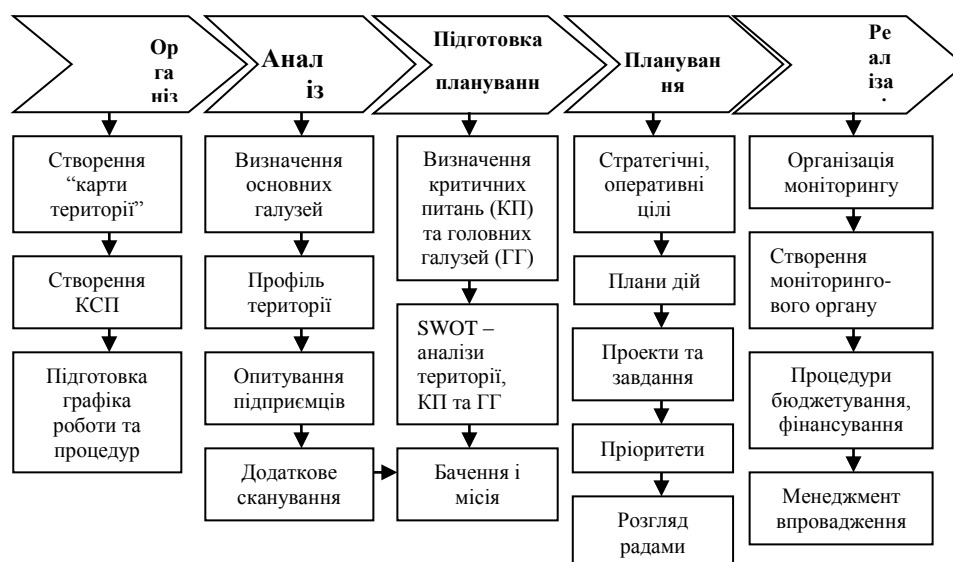 Ор
га
ніз
Анал
із
Підготовка
плануванн
Плануван
ня
Ре
ал
іза
Створення
“карти
території”
Створення
КСП
Підготовка
графіка
роботи та
процедур
Визначення
основних
галузей
Профіль
території
Опитування
підприємців
Додаткове
сканування
Визначення
критичних
питань (КП)
та головних
галузей (ГГ)
SWOT –
аналізи
території,
КП та ГГ
Бачення і
місія
Стратегічні,
оперативні
цілі
Плани дій
Проекти та
завдання
Пріоритети
Розгляд
радами
Організація
моніторингу
Створення
моніторинго-
вого органу
Процедури
бюджетування,
фінансування
Менеджмент
впровадження